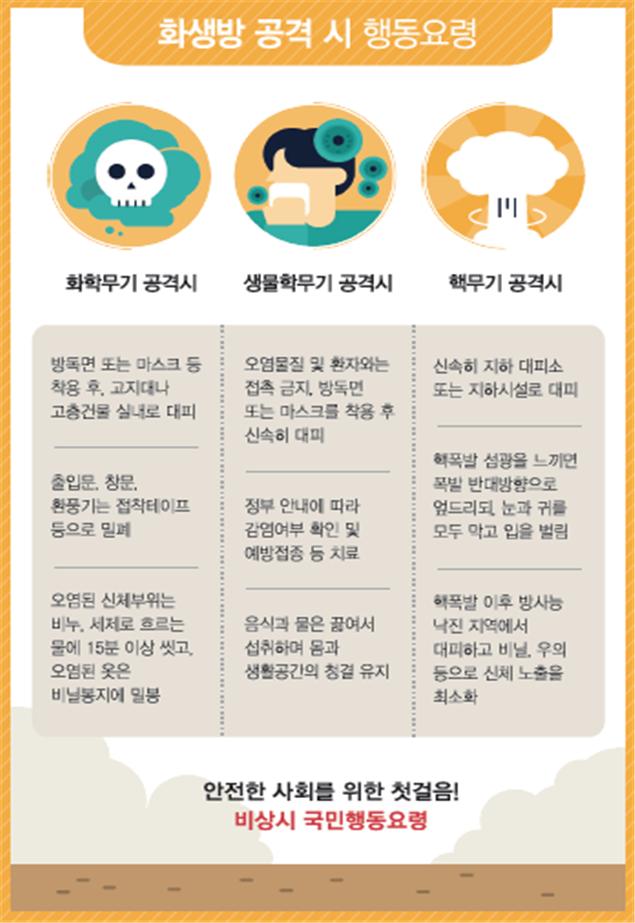 화생방 공격 시 행동요령
화학무기 공격시
방독면 또는 마스크 등
착용 후, 고지대나
고층건물 실내로 대피
출입문, 창문,
환풍기는 접착테이프
등으로 밀폐
오염된 신체부위는
비누, 세제로 흐르는
물에 15분 이상 씻고,
오염된 옷은
비닐봉지에 밀봉
생물학무기 공격시
오염물질 및 환자와는
접촉 금지, 방독면
또는 마스크를 착용 후
신속히 대피
정부 안내에 따라
감염여부 확인 및
예방접종 등 치료
음식과 물은 끓여서
섭취하며 몸과
생활공간의 청결 유지
핵무기 공격시
신속히 지하 대피소
또는 지하시설로 대피
핵폭발 섬광을 느끼면
폭발 반대방향으로
엎드리되, 눈과 귀를
모두 막고 입을 벌림
핵폭발 이후 방사능
낙진 지역에서
대피하고 비닐, 우의
등으로 신체 노출을
최소화
안전한 사회를 위한 첫걸음!
비상시 국민행동요령